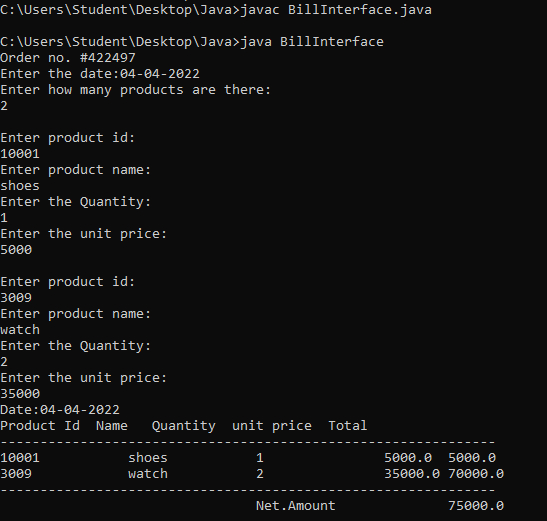 C:\Users\Student\Desktop\Java>javac BillInterface.java
C:\Users\Student\Desktop\Java>java BillInterface
Order no. #422497
Enter the date:04-04-2022
Enter how many products are there:
2
Enter product id:
10001
Enter product name:
shoes
Enter the Quantity:
1
Enter the unit price:
5000
Enter product id:
3009
Enter product name:
watch
Enter the Quantity:
2
Enter the unit price:
35000
Date:04-04-2022
Product Id  Name   Quantity  unit price  Total
--------------------------------------------------------------
10001           shoes           1               5000.0  5000.0
3009            watch           2               35000.0 70000.0
--------------------------------------------------------------
                                Net.Amount              75000.0